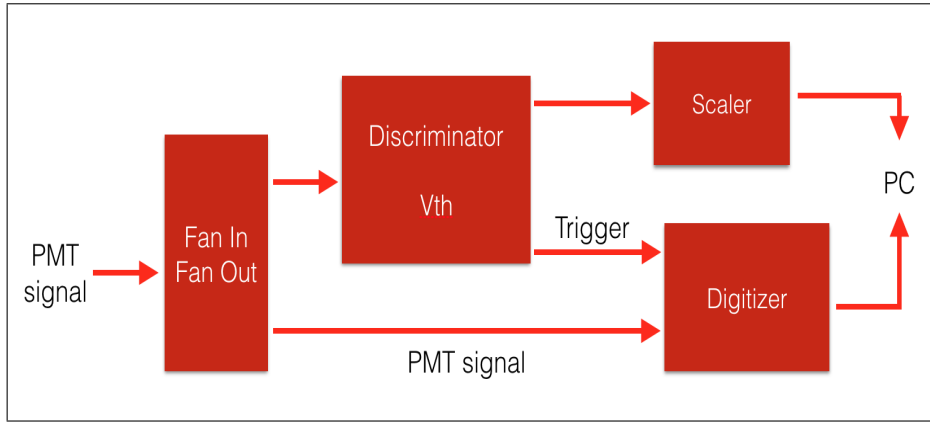 PMT
signal
Fan In
Fan Out
Discriminator
Vth
Scaler
Trigger
Digitizer
PMT signal
PC